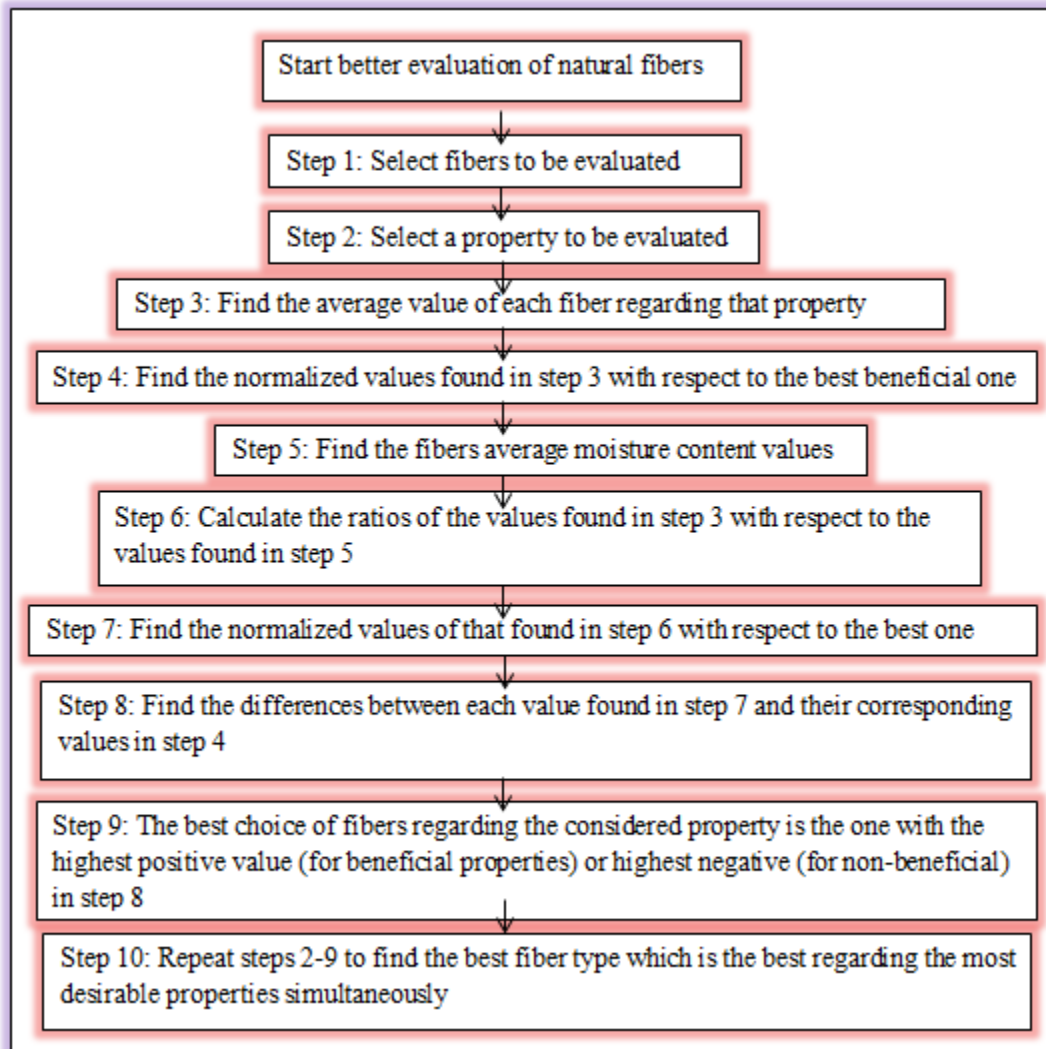 Start better evaluation of natural fibers
Step 1: Select fibers to be evaluated
Step 2: Select a property to be evaluated
Step 3: Find the average value of each fiber regarding that property
Step 4: Find the normalized values found in step 3 with respect to the best beneficial one
Step 5: Find the fibers average moisture content values
Step 6: Calculate the ratios of the values found in step 3 with respect to the
values found in step 5
Step 7: Find the normalized values of that found in step 6 with respect to the best one
Step 8: Find the differences between each value found in step 7 and their corresponding
values in step 4
Step 9: The best choice of fibers regarding the considered property is the one with the
highest positive value (for beneficial properties) or highest negative (for non-beneficial)
in step 8
Step 10: Repeat steps 2-9 to find the best fiber type which is the best regarding the most
desirable properties simultaneously